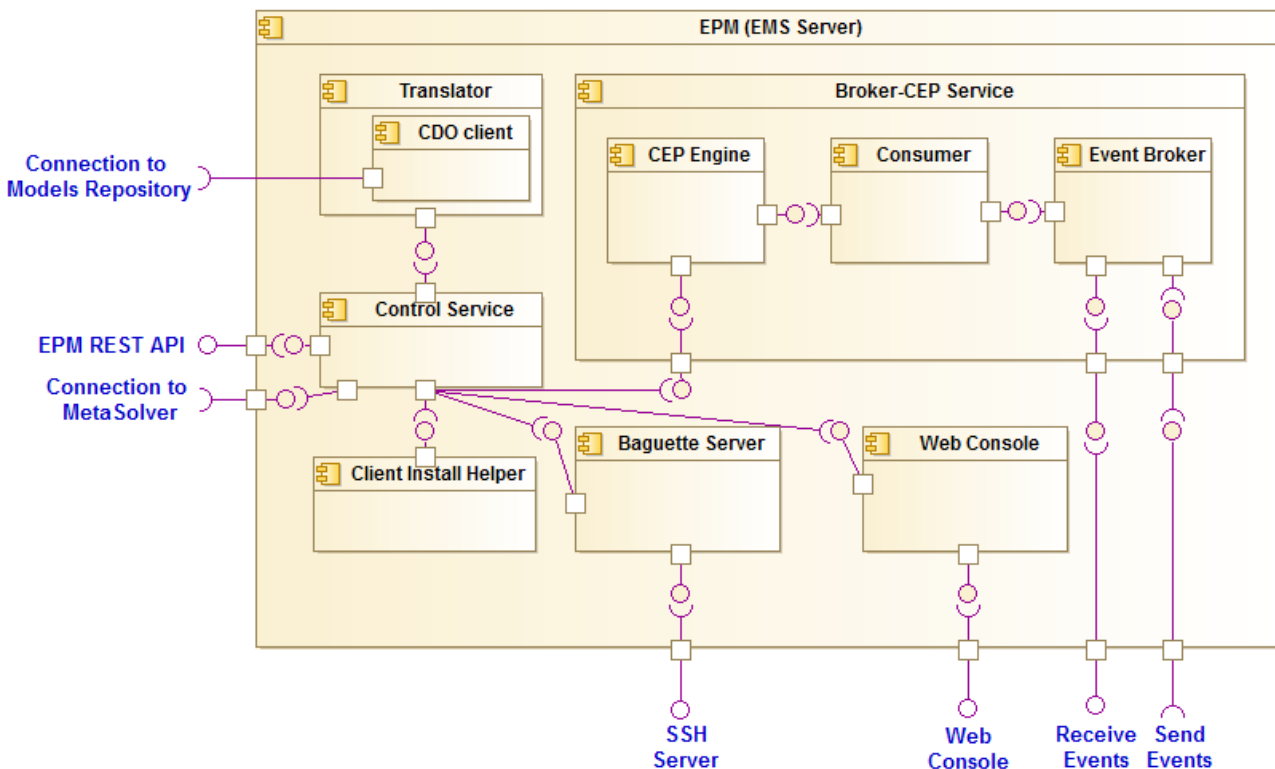 EPM (EMS Server)
Translator
Broker-CEP Service
CDO client
CEP Engine
Consumer
Event Broker
Connection to
Models Repository
Control Service
EPM REST API
Connection to
MetaSolver
Client Install Helper
Baguette Server
Web Console
SSH
Server
Web
Console
Receive
Events
Send
Events